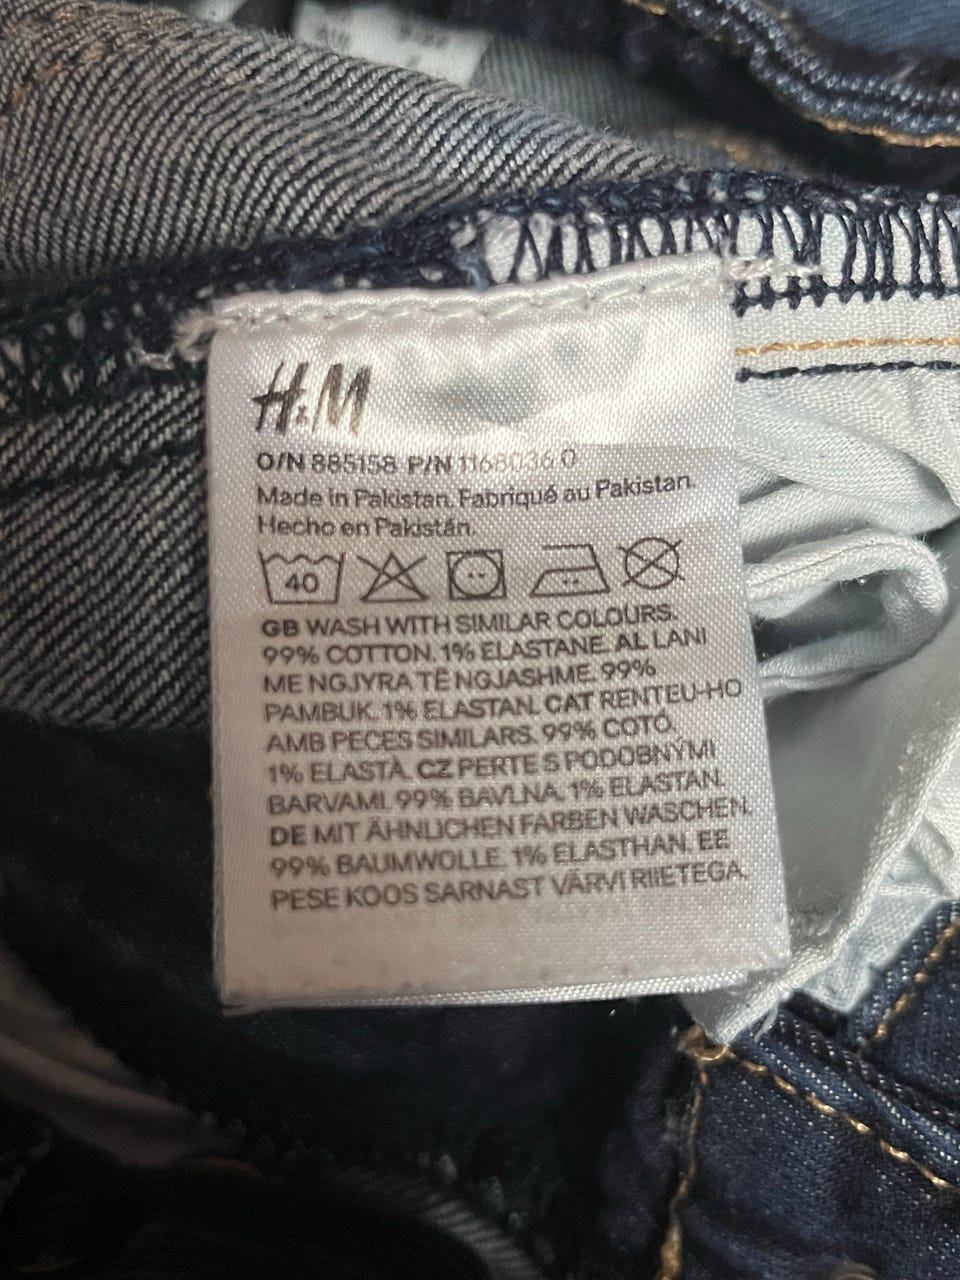 H&M
O/N 885158 P/N 1168036 0
Made in Pakistan. Fabriqué au Pakistan.
Hecho en Pakistán.
40
GB WASH WITH SIMILAR COLOURS.
99% COTTON. 1% ELASTANE. AL LANI
ME NGJYRA TË NGJASHME. 99%
PAMBUK. 1% ELASTAN. CAT RENTEU-HO
AMB PECES SIMILARS. 99% COTÓ,
1% ELASTÀ. CZ PERTE S PODOBNÝMI
BARVAMI. 99% BAVLNA, 1% ELASTAN.
DE MIT ÄHNLICHEN FARBEN WASCHEN.
99% BAUMWOLLE. 1% ELASTHAN. EE
PESE KOOS SARNAST VÄRVI RIIETEGA.